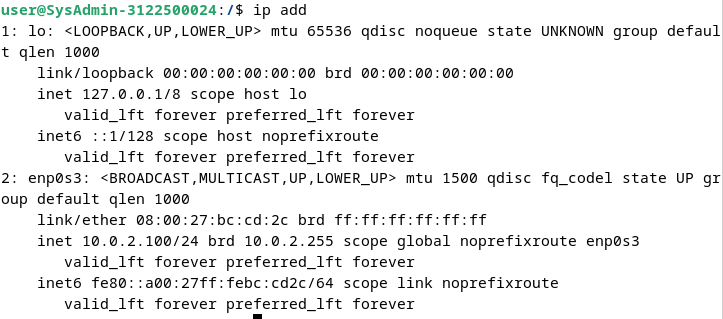 user@SysAdmin-3122500024:/$ ip add
1: lo: <LOOPBACK,UP,LOWER_UP> mtu 65536 qdisc noqueue state UNKNOWN group defaul
t qlen 1000
    link/loopback 00:00:00:00:00:00 brd 00:00:00:00:00:00
    inet 127.0.0.1/8 scope host lo
       valid_lft forever preferred_lft forever
    inet6 ::1/128 scope host noprefixroute
       valid_lft forever preferred_lft forever
2: enp0s3: <BROADCAST,MULTICAST,UP,LOWER_UP> mtu 1500 qdisc fq_codel state UP gr
oup default qlen 1000
    link/ether 08:00:27:bc:cd:2c brd ff:ff:ff:ff:ff:ff
    inet 10.0.2.100/24 brd 10.0.2.255 scope global noprefixroute enp0s3
       valid_lft forever preferred_lft forever
    inet6 fe80::a00:27ff:febc:cd2c/64 scope link noprefixroute
       valid_lft forever preferred_lft forever